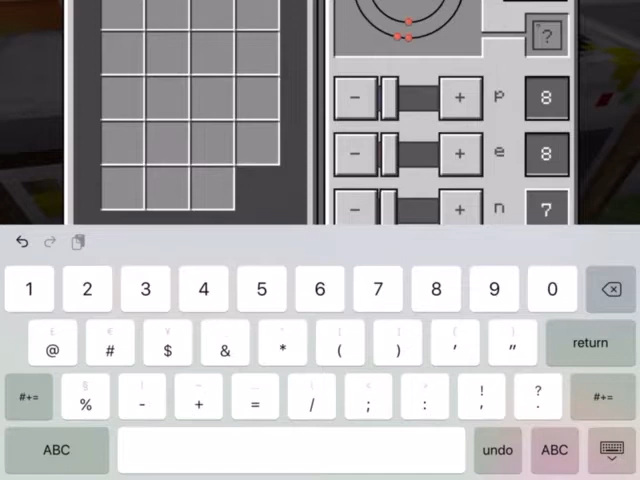 ?
- + p 8
- + e 8
- + n 7
1 2 3 4 5 6 7 8 9 0
@ # $ & * ( ) ' "
#+= % - + = / ; : ! , ? . #+=
return
ABC undo ABC